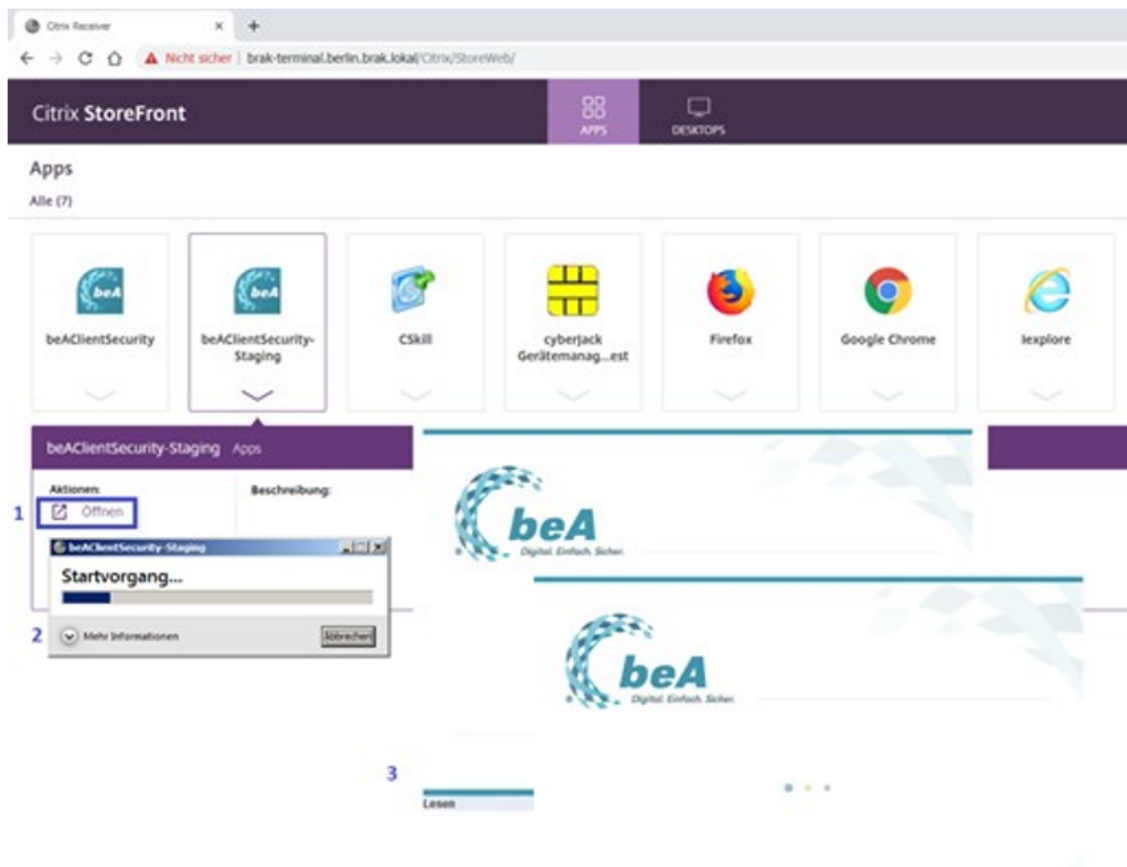 Citrix Receiver
Nicht sicher | brak-terminal.berlin.brak.lokal/Citrix/StoreWeb/
Citrix StoreFront
APPS
DESKTOPS
Apps
Alle (7)
beA
beAClientSecurity
beA
beAClientSecurity-
Staging
CSkill
cyberJack
Gerätemanag...est
Firefox
Google Chrome
Iexplore
beAClientSecurity-Staging Apps
Aktionen:
Beschreibung:
1
Öffnen
beAClientSecurity-Staging
Startvorgang...
2
Mehr Informationen
Abbrechen
beA
Digital. Einfach. Sicher.
beA
Digital. Einfach. Sicher.
3
Lesen